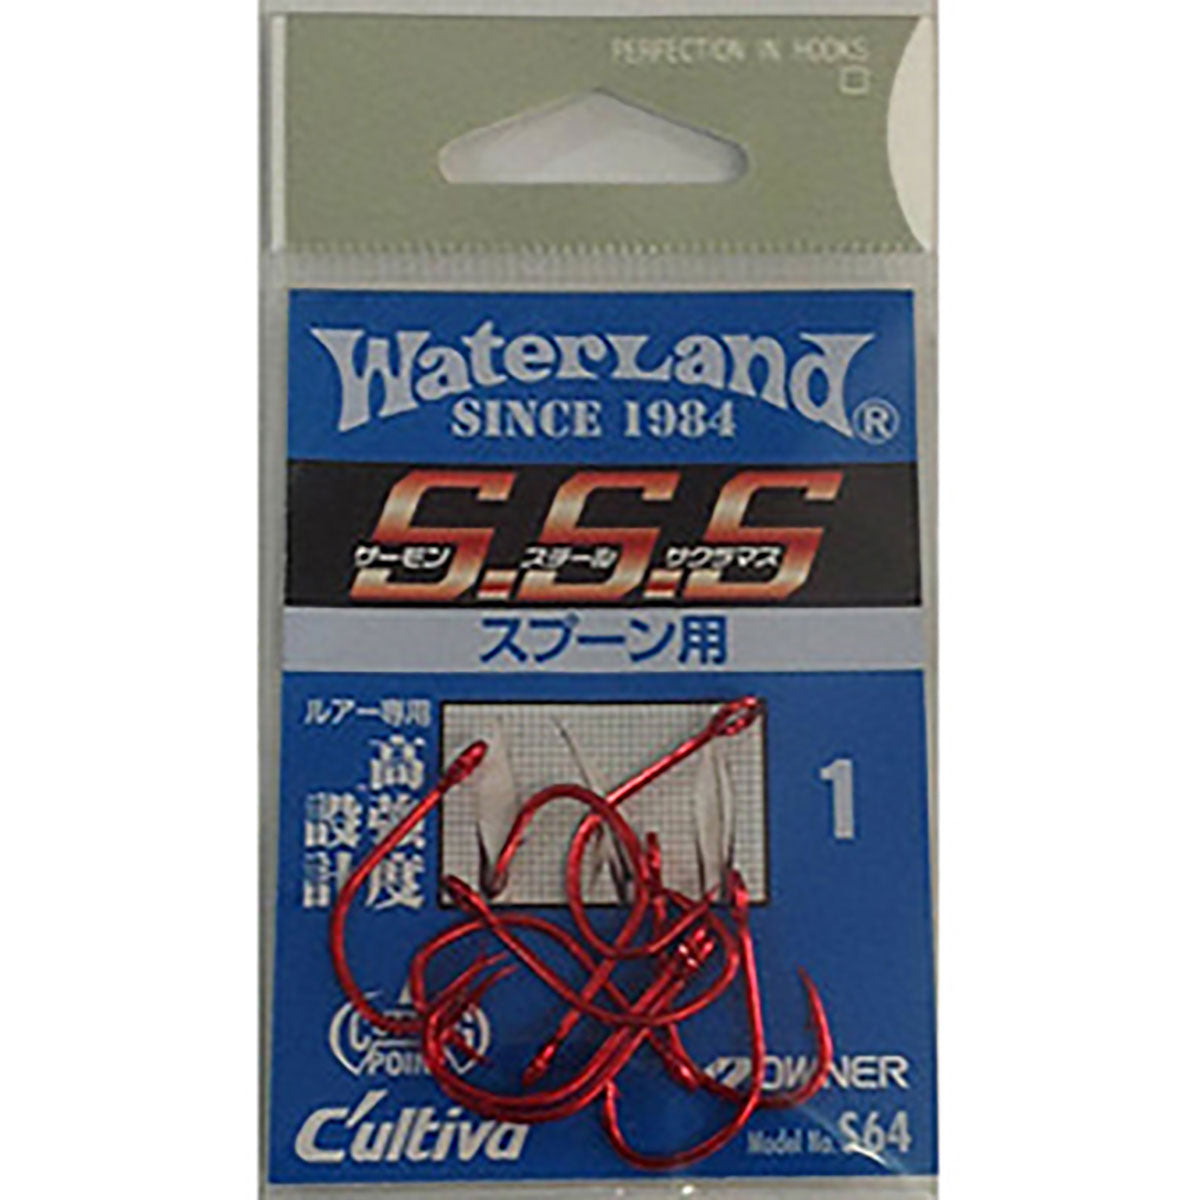 PERFECTION IN HOOKS
WaterLand®
SINCE 1984
S.S.S
サーモン スチール サクラマス
スプーン用
ルアー専用
高強度
設計
1
POINT
OWNER
C'ultiva
Model No. S64